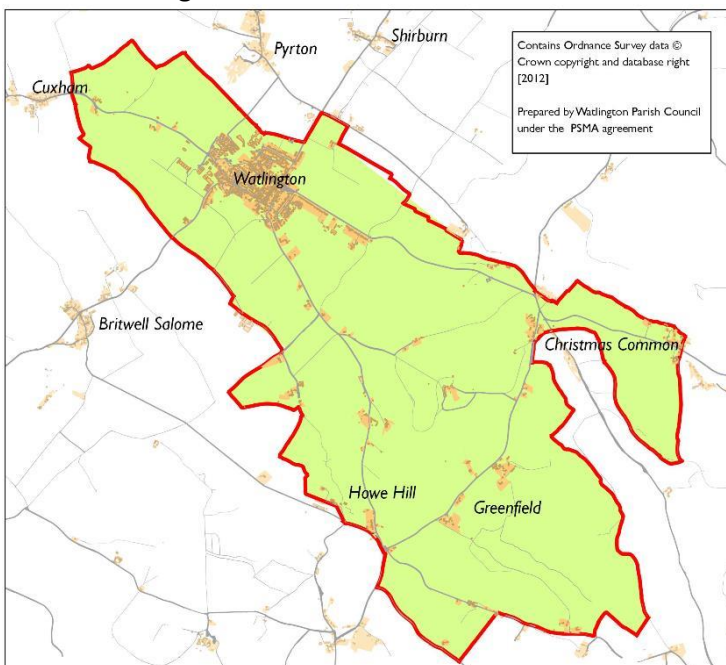 Pyrton
Shirburn
Contains Ordnance Survey data ©
Crown copyright and database right
[2012]
Prepared by Watlington Parish Council
under the PSMA agreement
Cuxham
Watlington
Britwell Salome
Christmas Common
Howe Hill
Greenfield